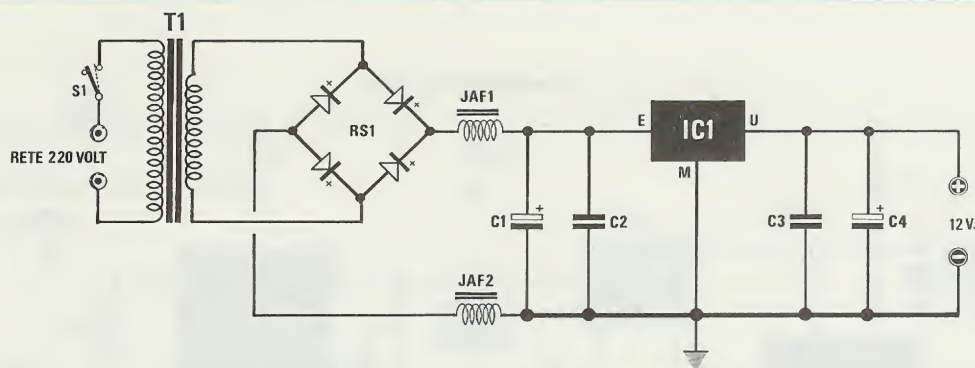 T1
S1
RETE 220 VOLT
RS1
JAF1
E
IC1
U
M
C1
+
C2
C3
+
C4
12 V.
JAF2